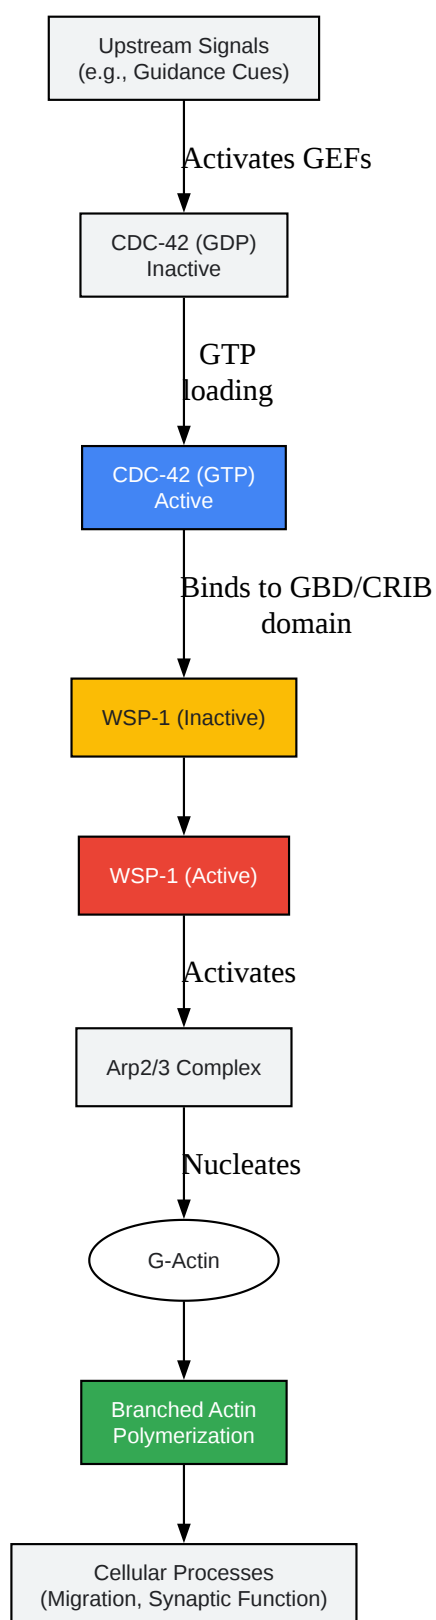 Upstream Signals
(e.g., Guidance Cues)
Activates GEFs
CDC-42 (GDP)
Inactive
GTP
loading
CDC-42 (GTP)
Active
Binds to GBD/CRIB
domain
WSP-1 (Inactive)
WSP-1 (Active)
Activates
Arp2/3 Complex
Nucleates
G-Actin
Branched Actin
Polymerization
Cellular Processes
(Migration, Synaptic Function)